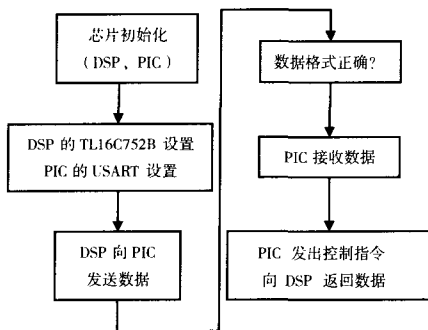 芯片初始化
(DSP、PIC)
DSP 的 TL16C752B 设置
PIC 的 USART 设置
DSP 向 PIC
发送数据
数据格式正确?
PIC 接收数据
PIC 发出控制指令
向 DSP 返回数据